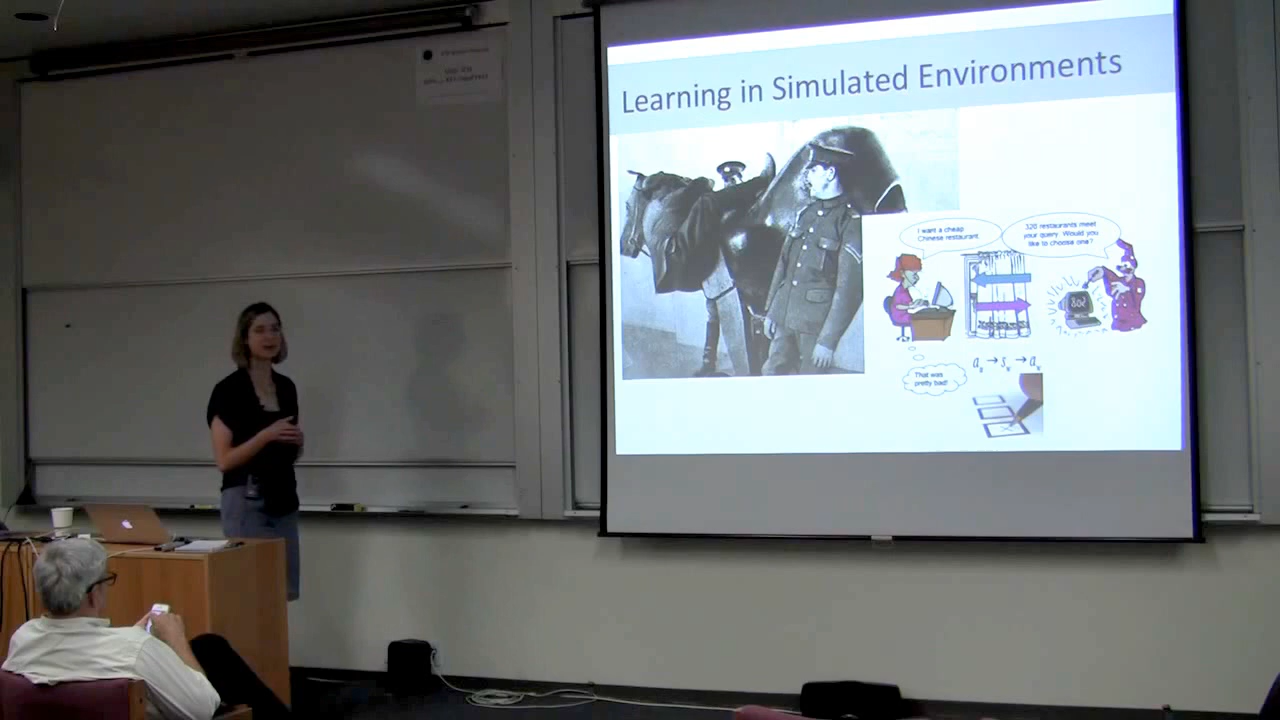 Learning in Simulated Environments
I want a cheap
Chinese restaurant
320 restaurants meet
your query. Would you
like to choose one?
That was
pretty bad!
a → s → a